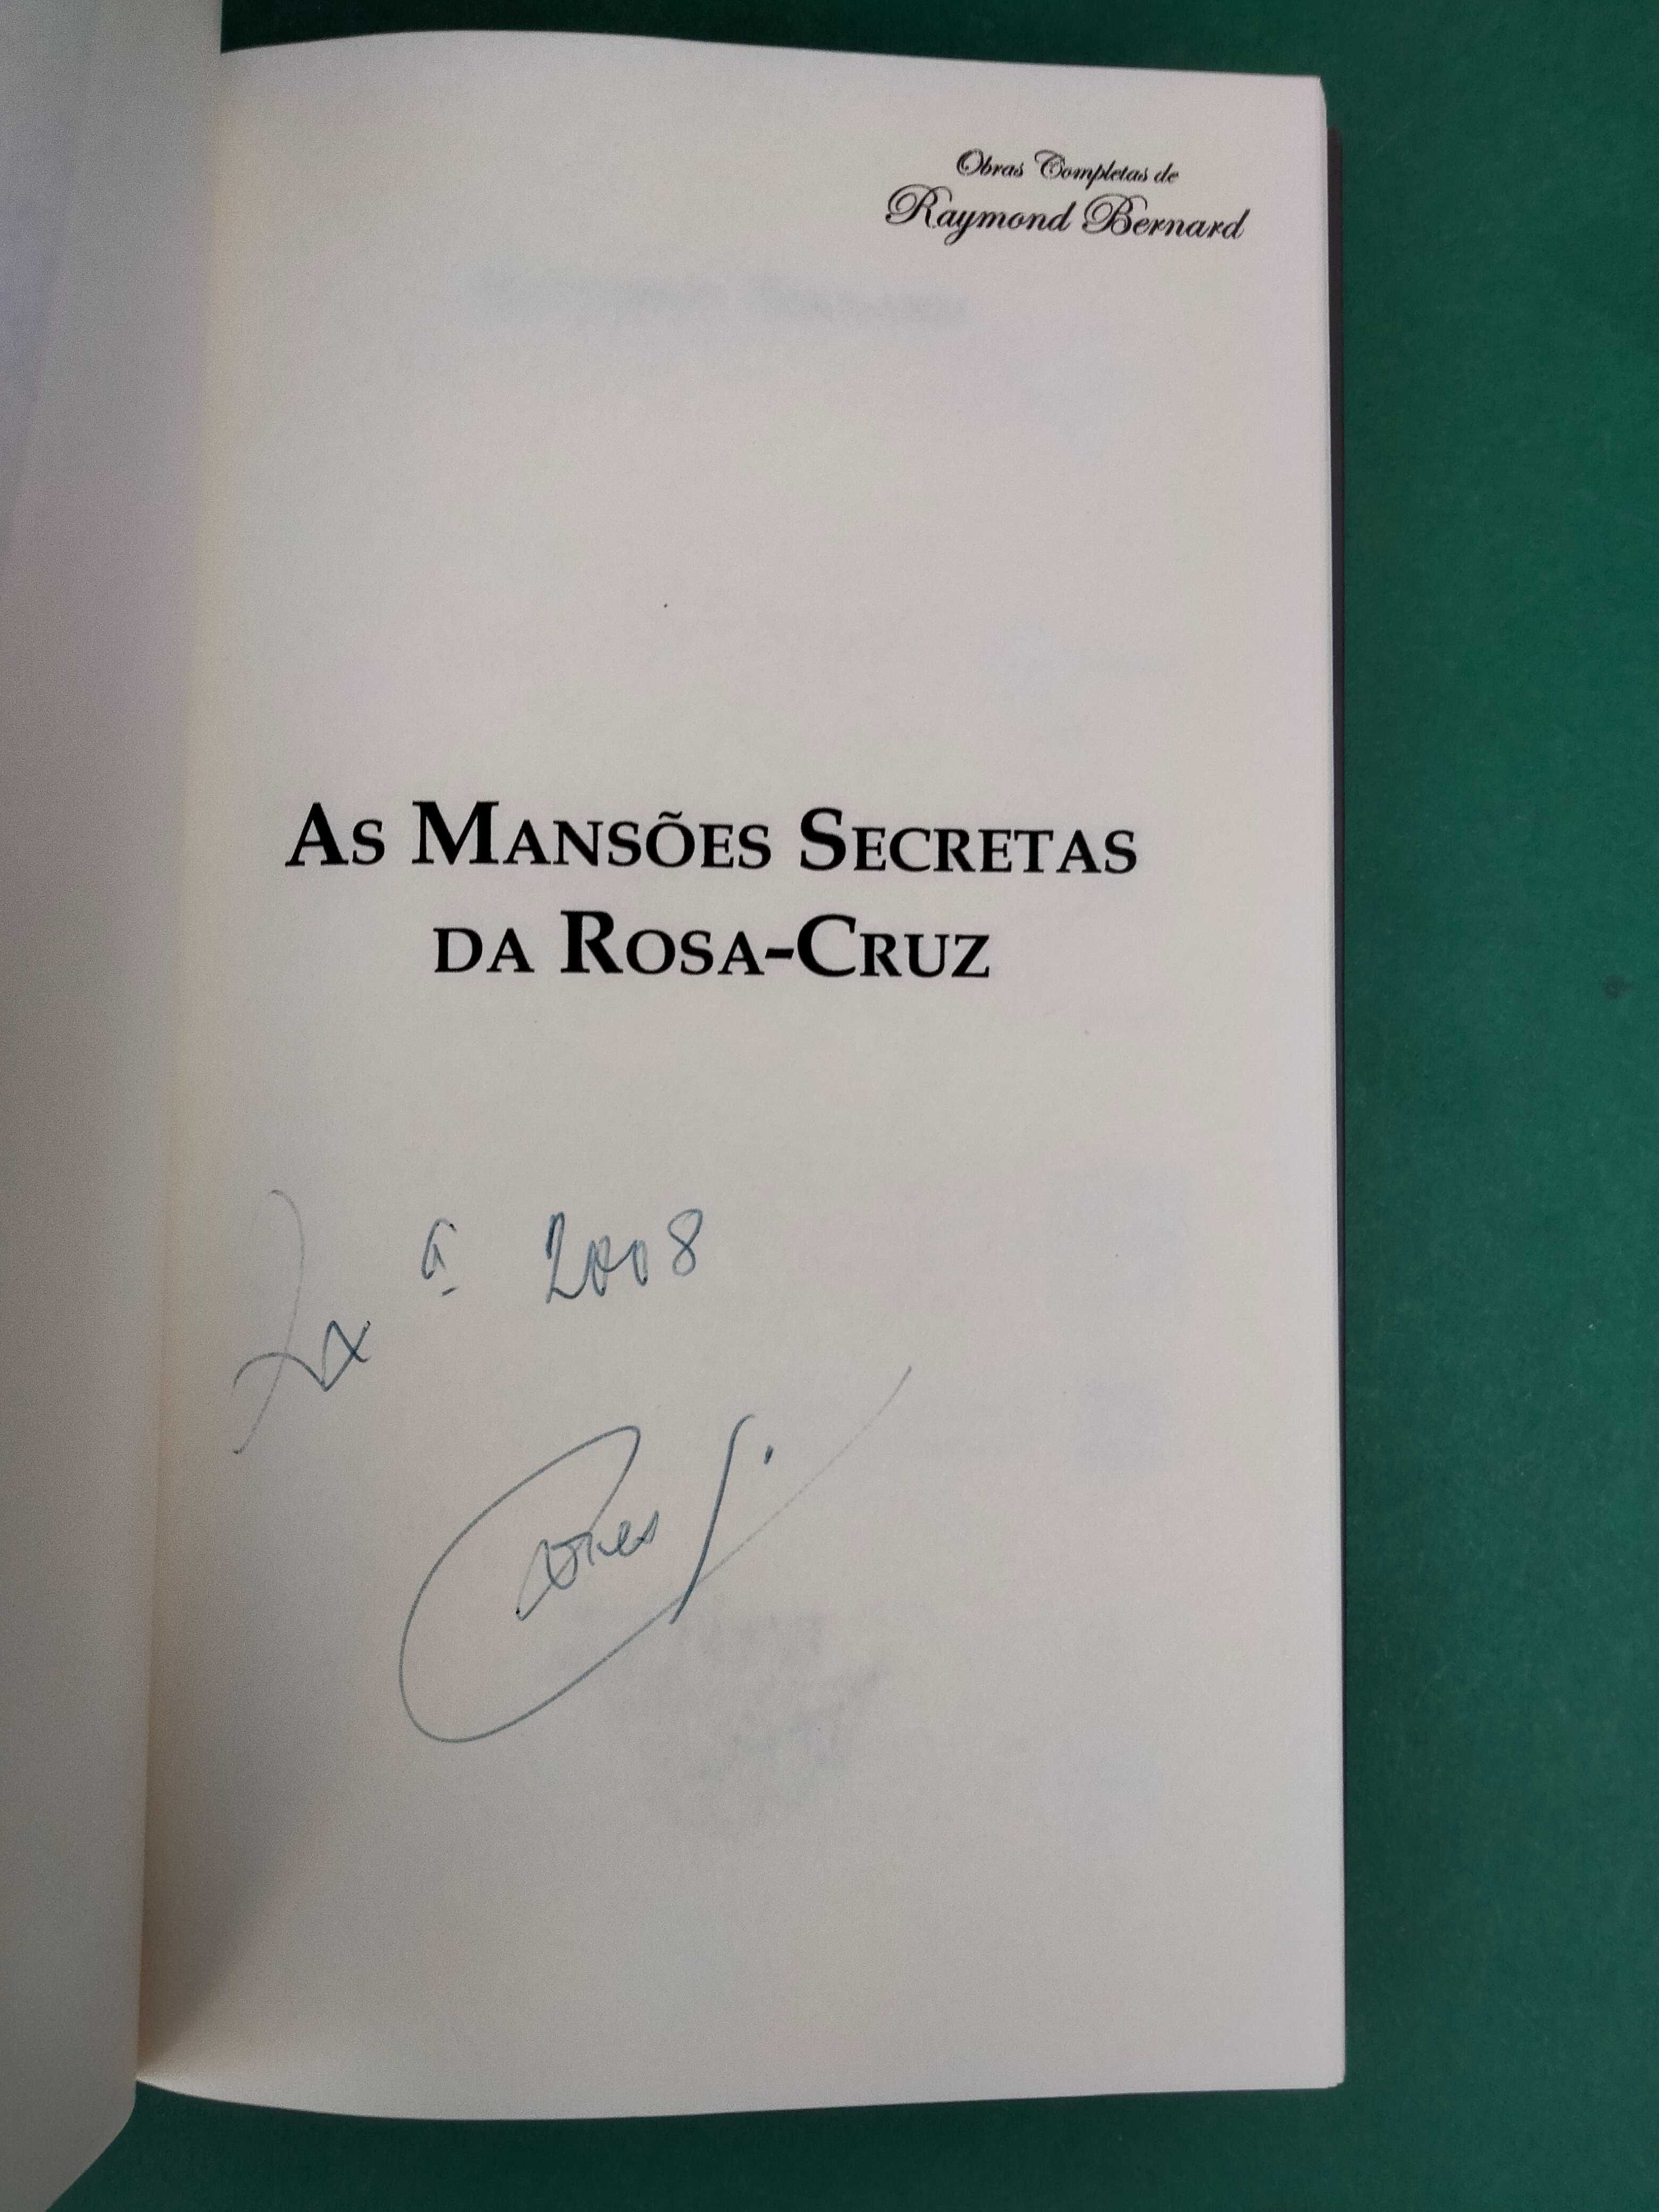 Obras Completas de
Raymond Bernard
As Mansões Secretas
da Rosa-Cruz
2008